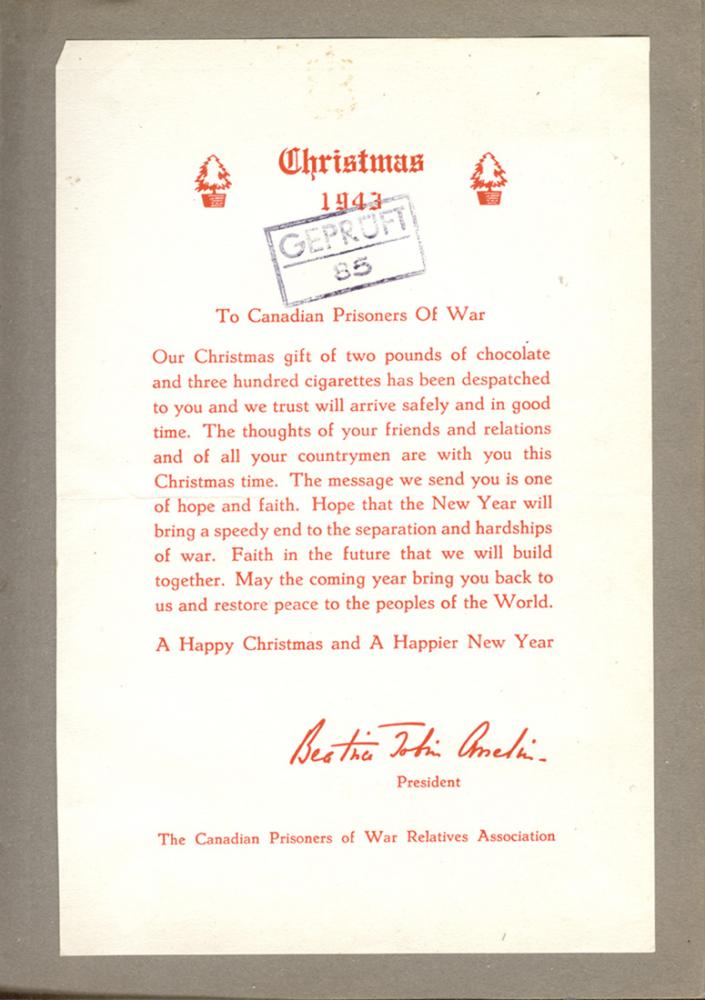 Christmas
1943
GEPRÜFT
85
To Canadian Prisoners Of War
Our Christmas gift of two pounds of chocolate
and three hundred cigarettes has been despatched
to you and we trust will arrive safely and in good
time. The thoughts of your friends and relations
and of all your countrymen are with you this
Christmas time. The message we send you is one
of hope and faith. Hope that the New Year will
bring a speedy end to the separation and hardships
of war. Faith in the future that we will build
together. May the coming year bring you back to
us and restore peace to the peoples of the World.
A Happy Christmas and A Happier New Year
Beatrice Tobin Asselin
President
The Canadian Prisoners of War Relatives Association